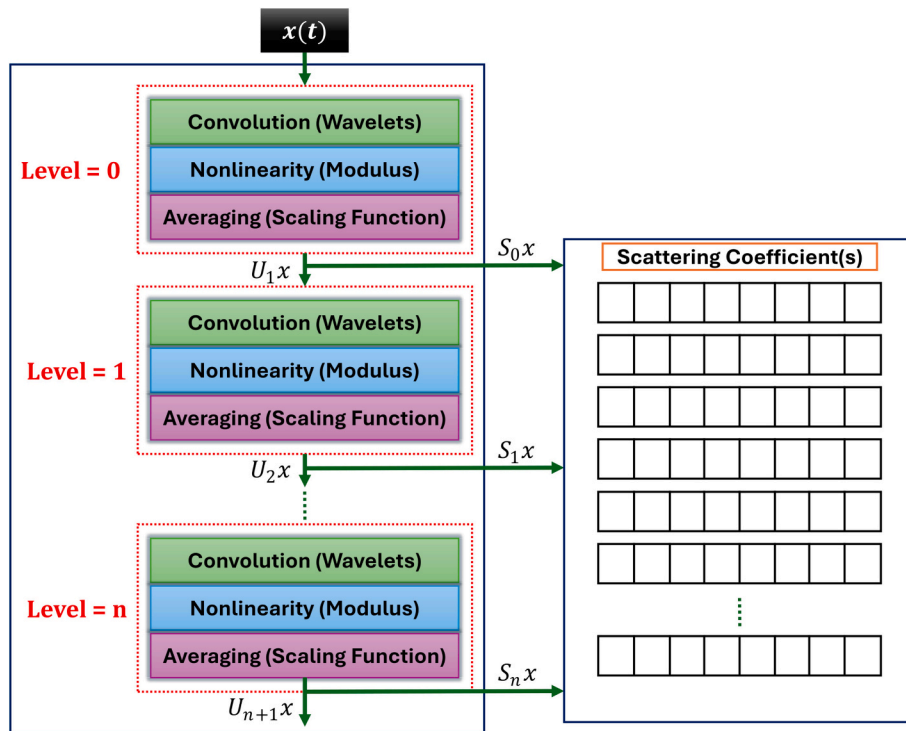 x(t)
Level = 0
Convolution (Wavelets)
Nonlinearity (Modulus)
Averaging (Scaling Function)
U₁x
S₀x
Scattering Coefficient(s)
Level = 1
Convolution (Wavelets)
Nonlinearity (Modulus)
Averaging (Scaling Function)
U₂x
S₁x
Level = n
Convolution (Wavelets)
Nonlinearity (Modulus)
Averaging (Scaling Function)
Uₙ₊₁x
Sₙx